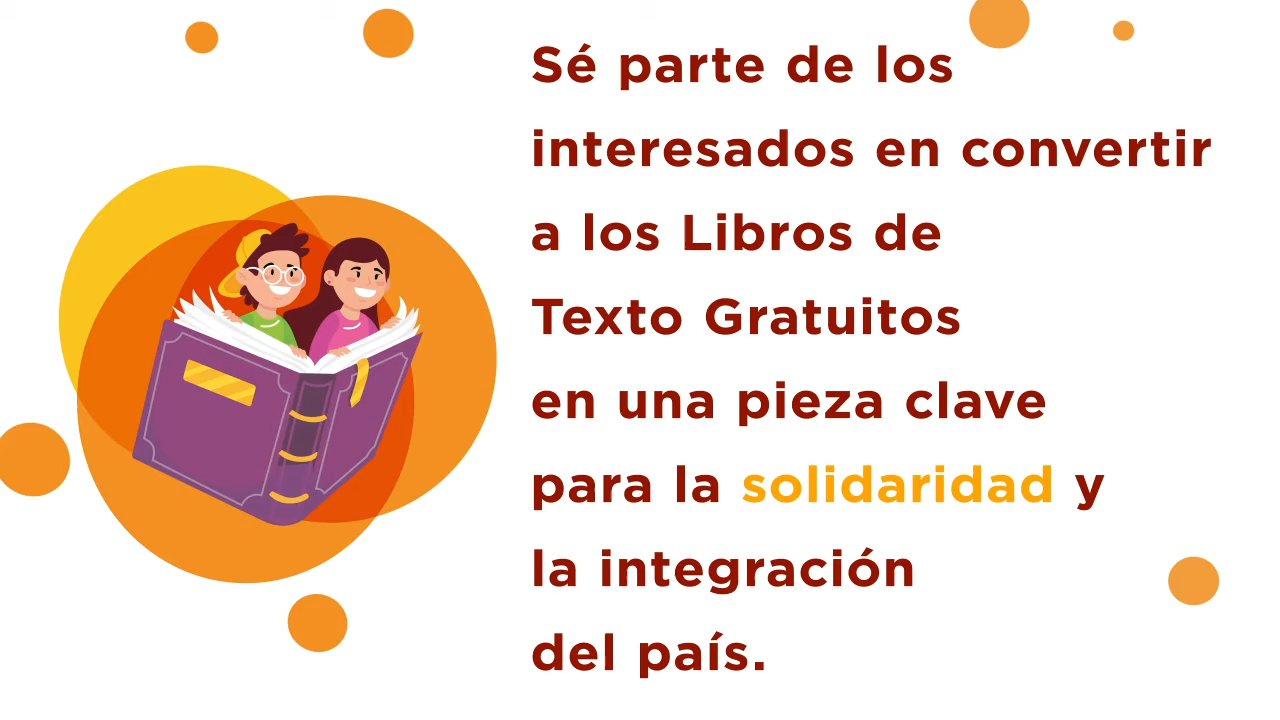 Sé parte de los
interesados en convertir
a los Libros de
Texto Gratuitos
en una pieza clave
para la solidaridad y
la integración
del país.